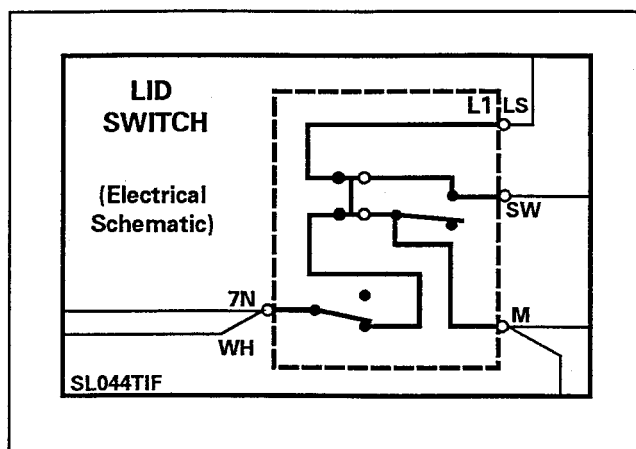 LID
SWITCH
(Electrical
Schematic)
L1 LS
SW
7N
M
WH
SL044TIF